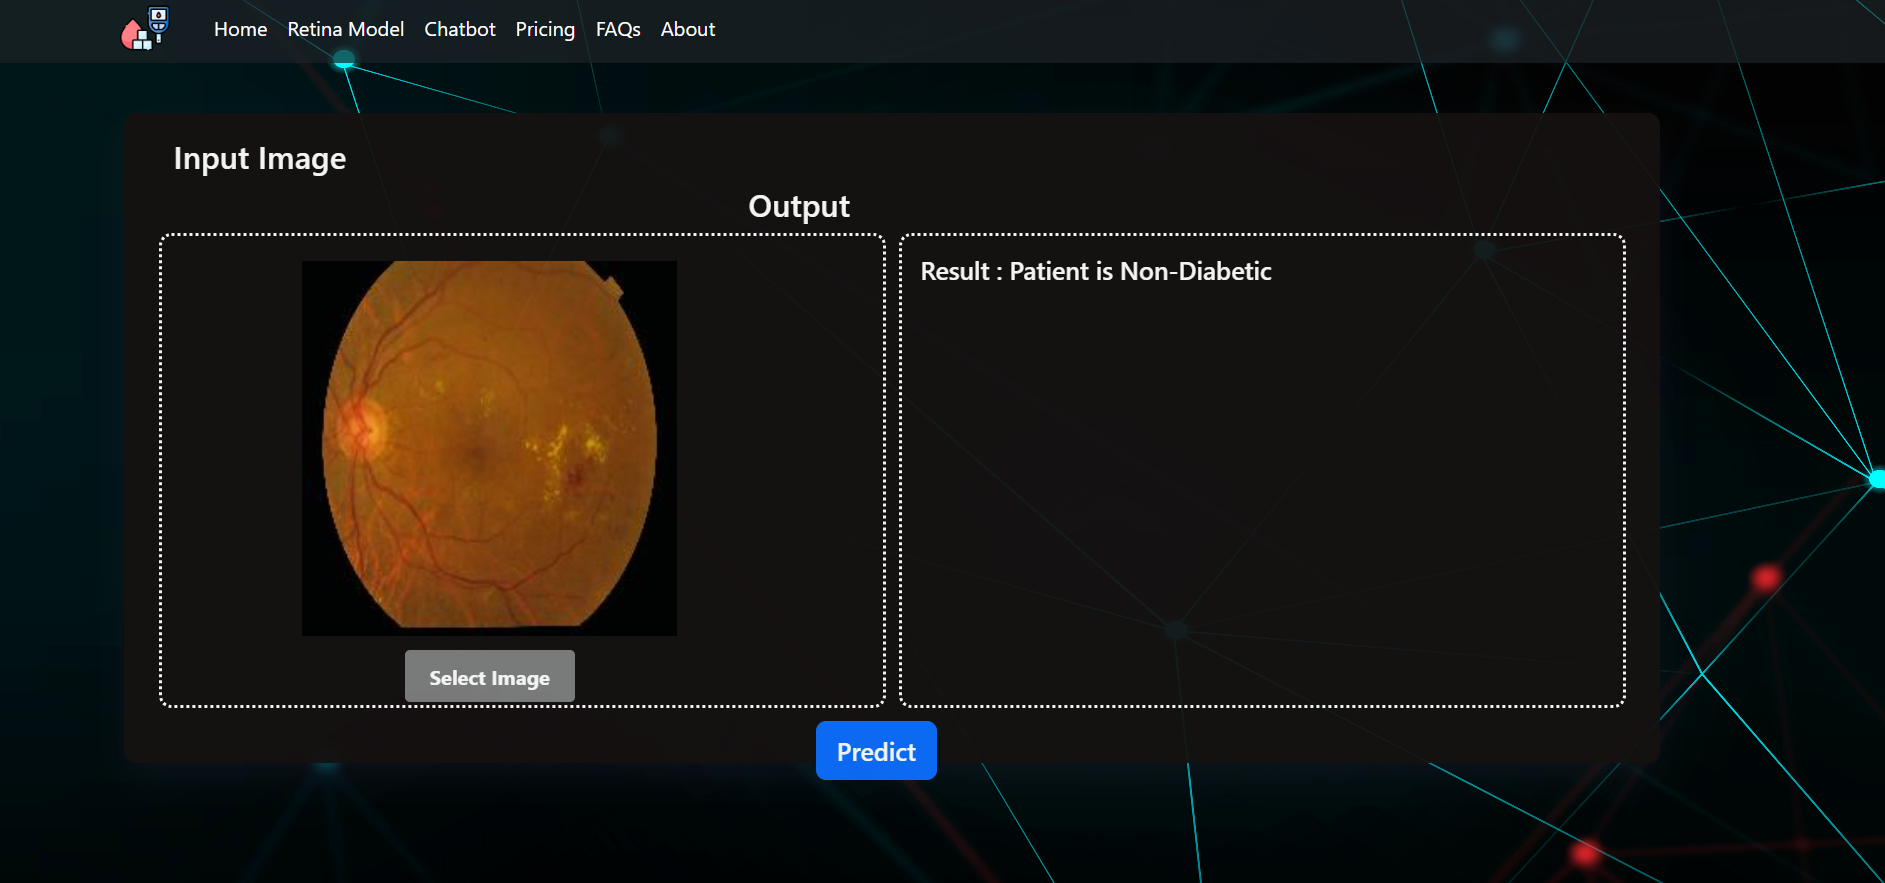 Home Retina Model Chatbot Pricing FAQs About
Input Image
Output
Result : Patient is Non-Diabetic
Select Image
Predict